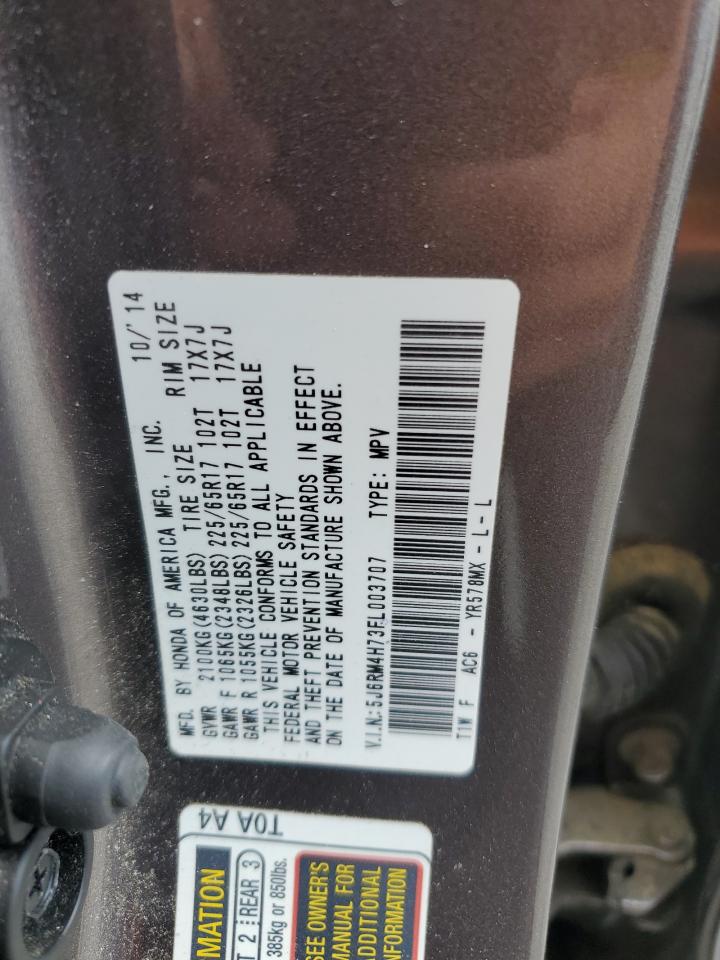 MFD. BY HONDA OF AMERICA MFG., INC. 10/'14
GVWR 2100KG(4630LBS) TIRE SIZE RIM SIZE
GAWR F 1065KG(2348LBS) 225/65R17 102T 17X7J
GAWR R 1055KG(2326LBS) 225/65R17 102T 17X7J
THIS VEHICLE CONFORMS TO ALL APPLICABLE
FEDERAL MOTOR VEHICLE SAFETY
AND THEFT PREVENTION STANDARDS IN EFFECT
ON THE DATE OF MANUFACTURE SHOWN ABOVE.
V.I.N.: 5J6RM4H73FL003707 TYPE: MPV
T1W F AC6 - YR578MX - L - L
T0A A4
MATION
T 2 REAR 3
385kg or 850lbs.
SEE OWNER'S
MANUAL FOR
ADDITIONAL
INFORMATION